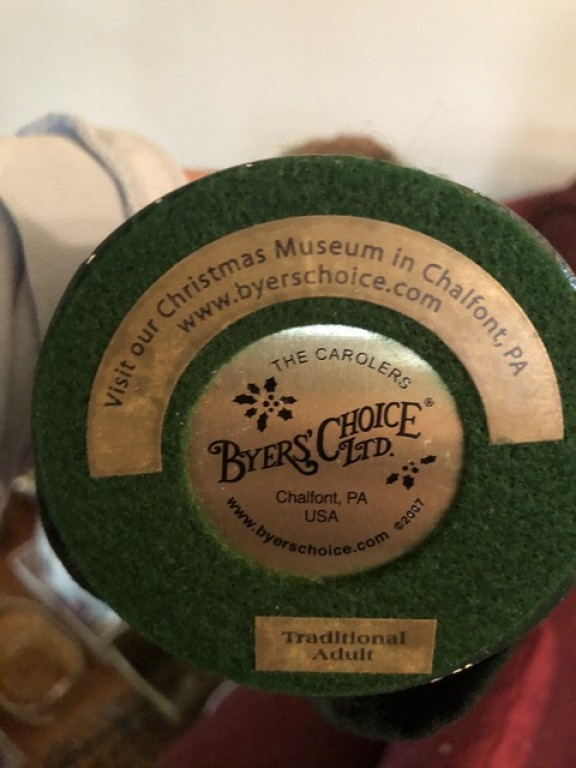 Visit our Christmas Museum in Chalfont, PA
www.byerschoice.com
THE CAROLERS
BYERS' CHOICE®
LTD.
Chalfont, PA
USA
www.byerschoice.com ©2007
Traditional
Adult